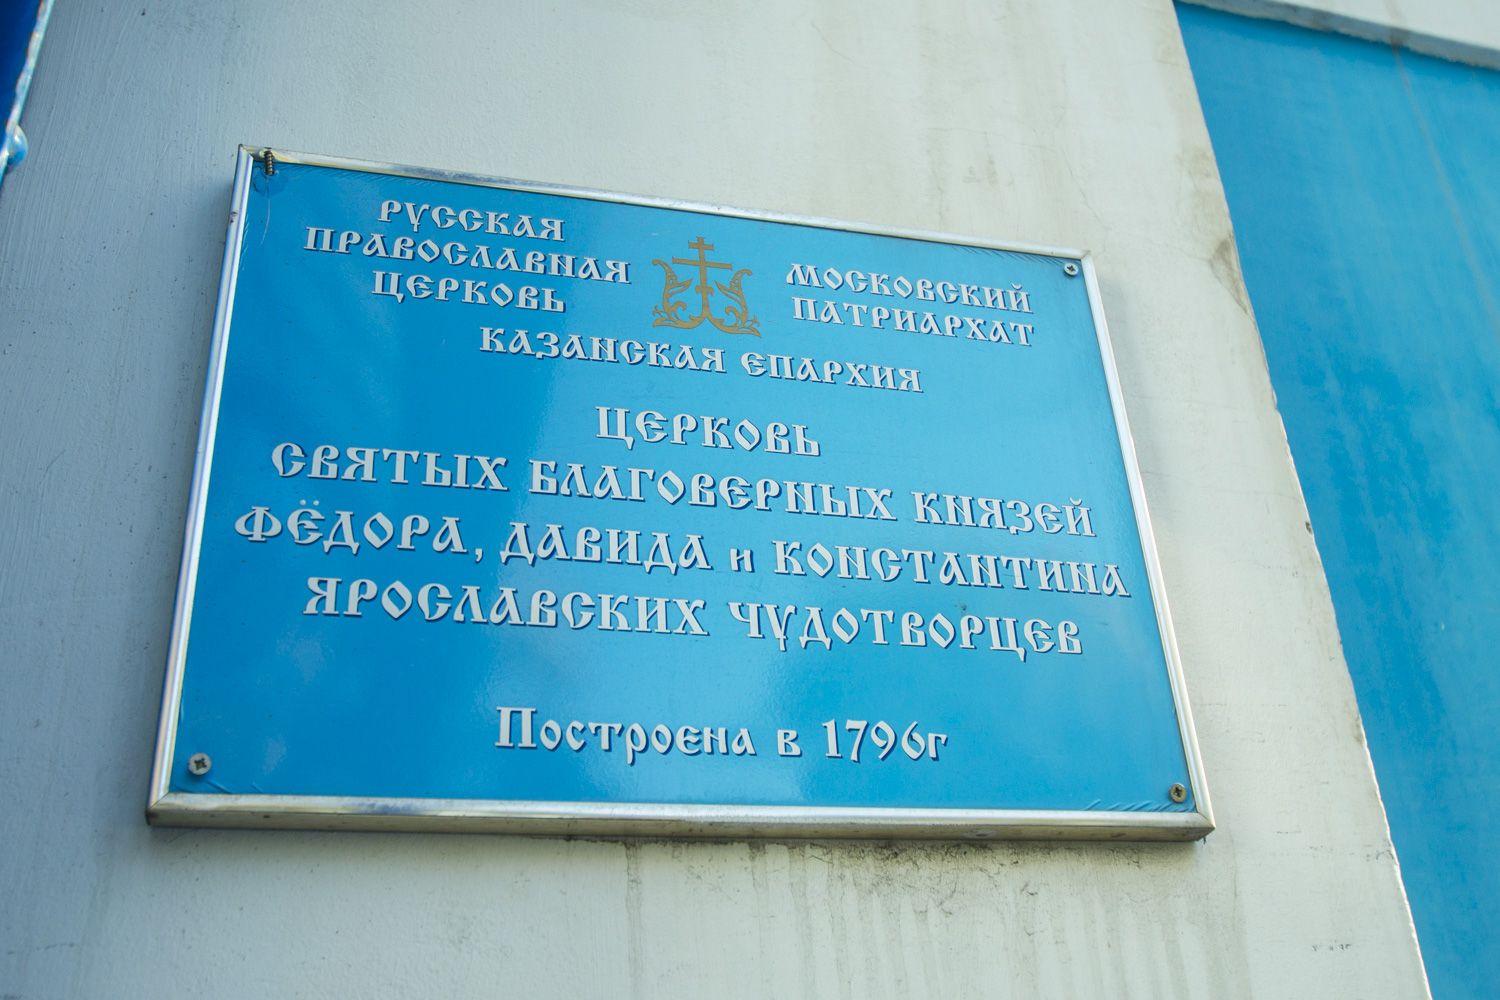 РУССКАЯ
ПРАВОСЛАВНАЯ
ЦЕРКОВЬ
МОСКОВСКИЙ
ПАТРИАРХАТ
КАЗАНСКАЯ ЕПАРХИЯ
ЦЕРКОВЬ
СВЯТЫХ БЛАГОВЕРНЫХ КНЯЗЕЙ
ФЁДОРА, ДАВИДА и КОНСТАНТИНА
ЯРОСЛАВСКИХ ЧУДОТВОРЦЕВ
Построена в 1796г